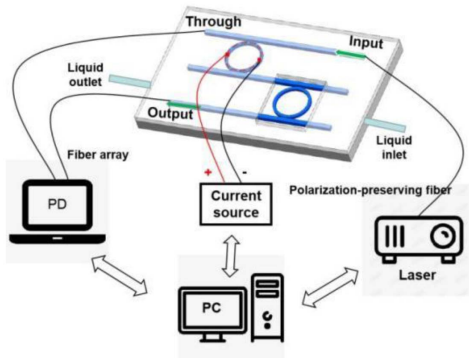 Through
Input
Liquid
outlet
Output
Liquid
inlet
Fiber array
+
-
Polarization-preserving fiber
PD
Current
source
Laser
PC